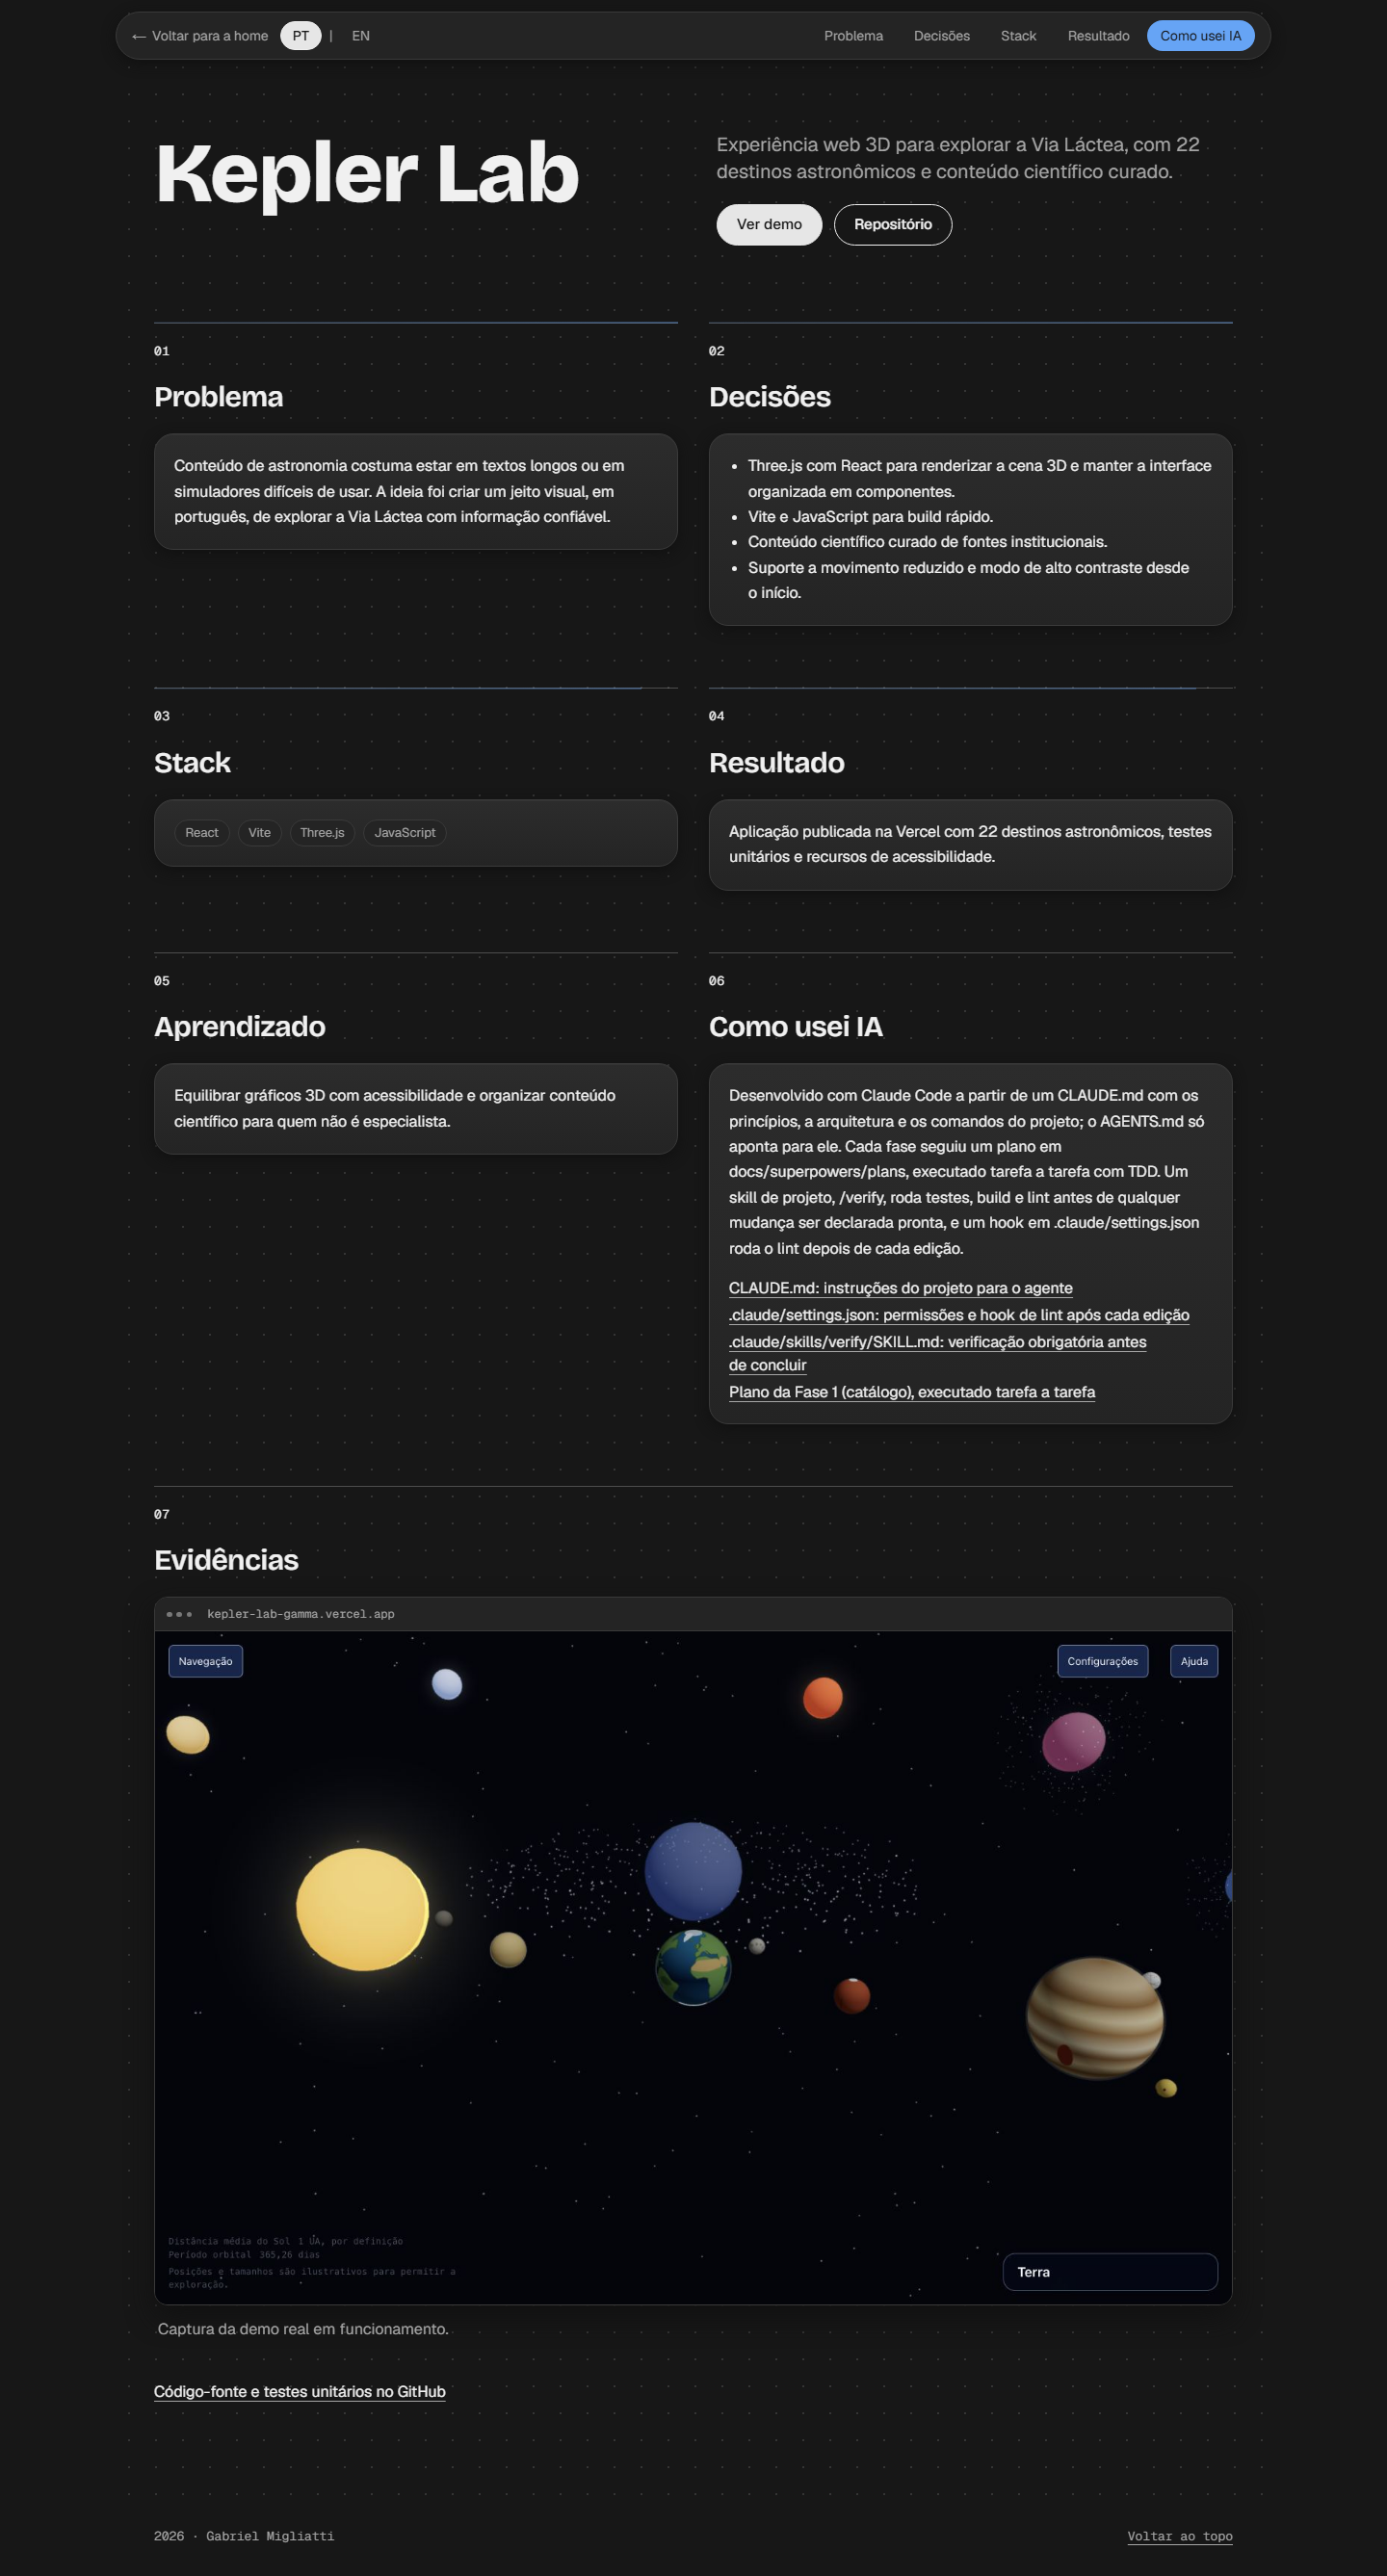 ← Voltar para a home PT | EN Problema Decisões Stack Resultado Como usei IA
Kepler Lab
Experiência web 3D para explorar a Via Láctea, com 22
destinos astronômicos e conteúdo científico curado.
Ver demo Repositório
01
Problema
Conteúdo de astronomia costuma estar em textos longos ou em
simuladores difíceis de usar. A ideia foi criar um jeito visual, em
português, de explorar a Via Láctea com informação confiável.
02
Decisões
• Three.js com React para renderizar a cena 3D e manter a interface
organizada em componentes.
• Vite e JavaScript para build rápido.
• Conteúdo científico curado de fontes institucionais.
• Suporte a movimento reduzido e modo de alto contraste desde
o início.
03
Stack
React Vite Three.js JavaScript
04
Resultado
Aplicação publicada na Vercel com 22 destinos astronômicos, testes
unitários e recursos de acessibilidade.
05
Aprendizado
Equilibrar gráficos 3D com acessibilidade e organizar conteúdo
científico para quem não é especialista.
06
Como usei IA
Desenvolvido com Claude Code a partir de um CLAUDE.md com os
princípios, a arquitetura e os comandos do projeto; o AGENTS.md só
aponta para ele. Cada fase seguiu um plano em
docs/superpowers/plans, executado tarefa a tarefa com TDD. Um
skill de projeto, /verify, roda testes, build e lint antes de qualquer
mudança ser declarada pronta, e um hook em .claude/settings.json
roda o lint depois de cada edição.
CLAUDE.md: instruções do projeto para o agente
.claude/settings.json: permissões e hook de lint após cada edição
.claude/skills/verify/SKILL.md: verificação obrigatória antes
de concluir
Plano da Fase 1 (catálogo), executado tarefa a tarefa
07
Evidências
kepler-lab-gamma.vercel.app
Navegação Configurações Ajuda
Distância média do Sol 1 UA, por definição
Período orbital 365,26 dias
Posições e tamanhos são ilustrativos para permitir a
exploração.
Terra
Captura da demo real em funcionamento.
Código-fonte e testes unitários no GitHub
2026 · Gabriel Migliatti Voltar ao topo